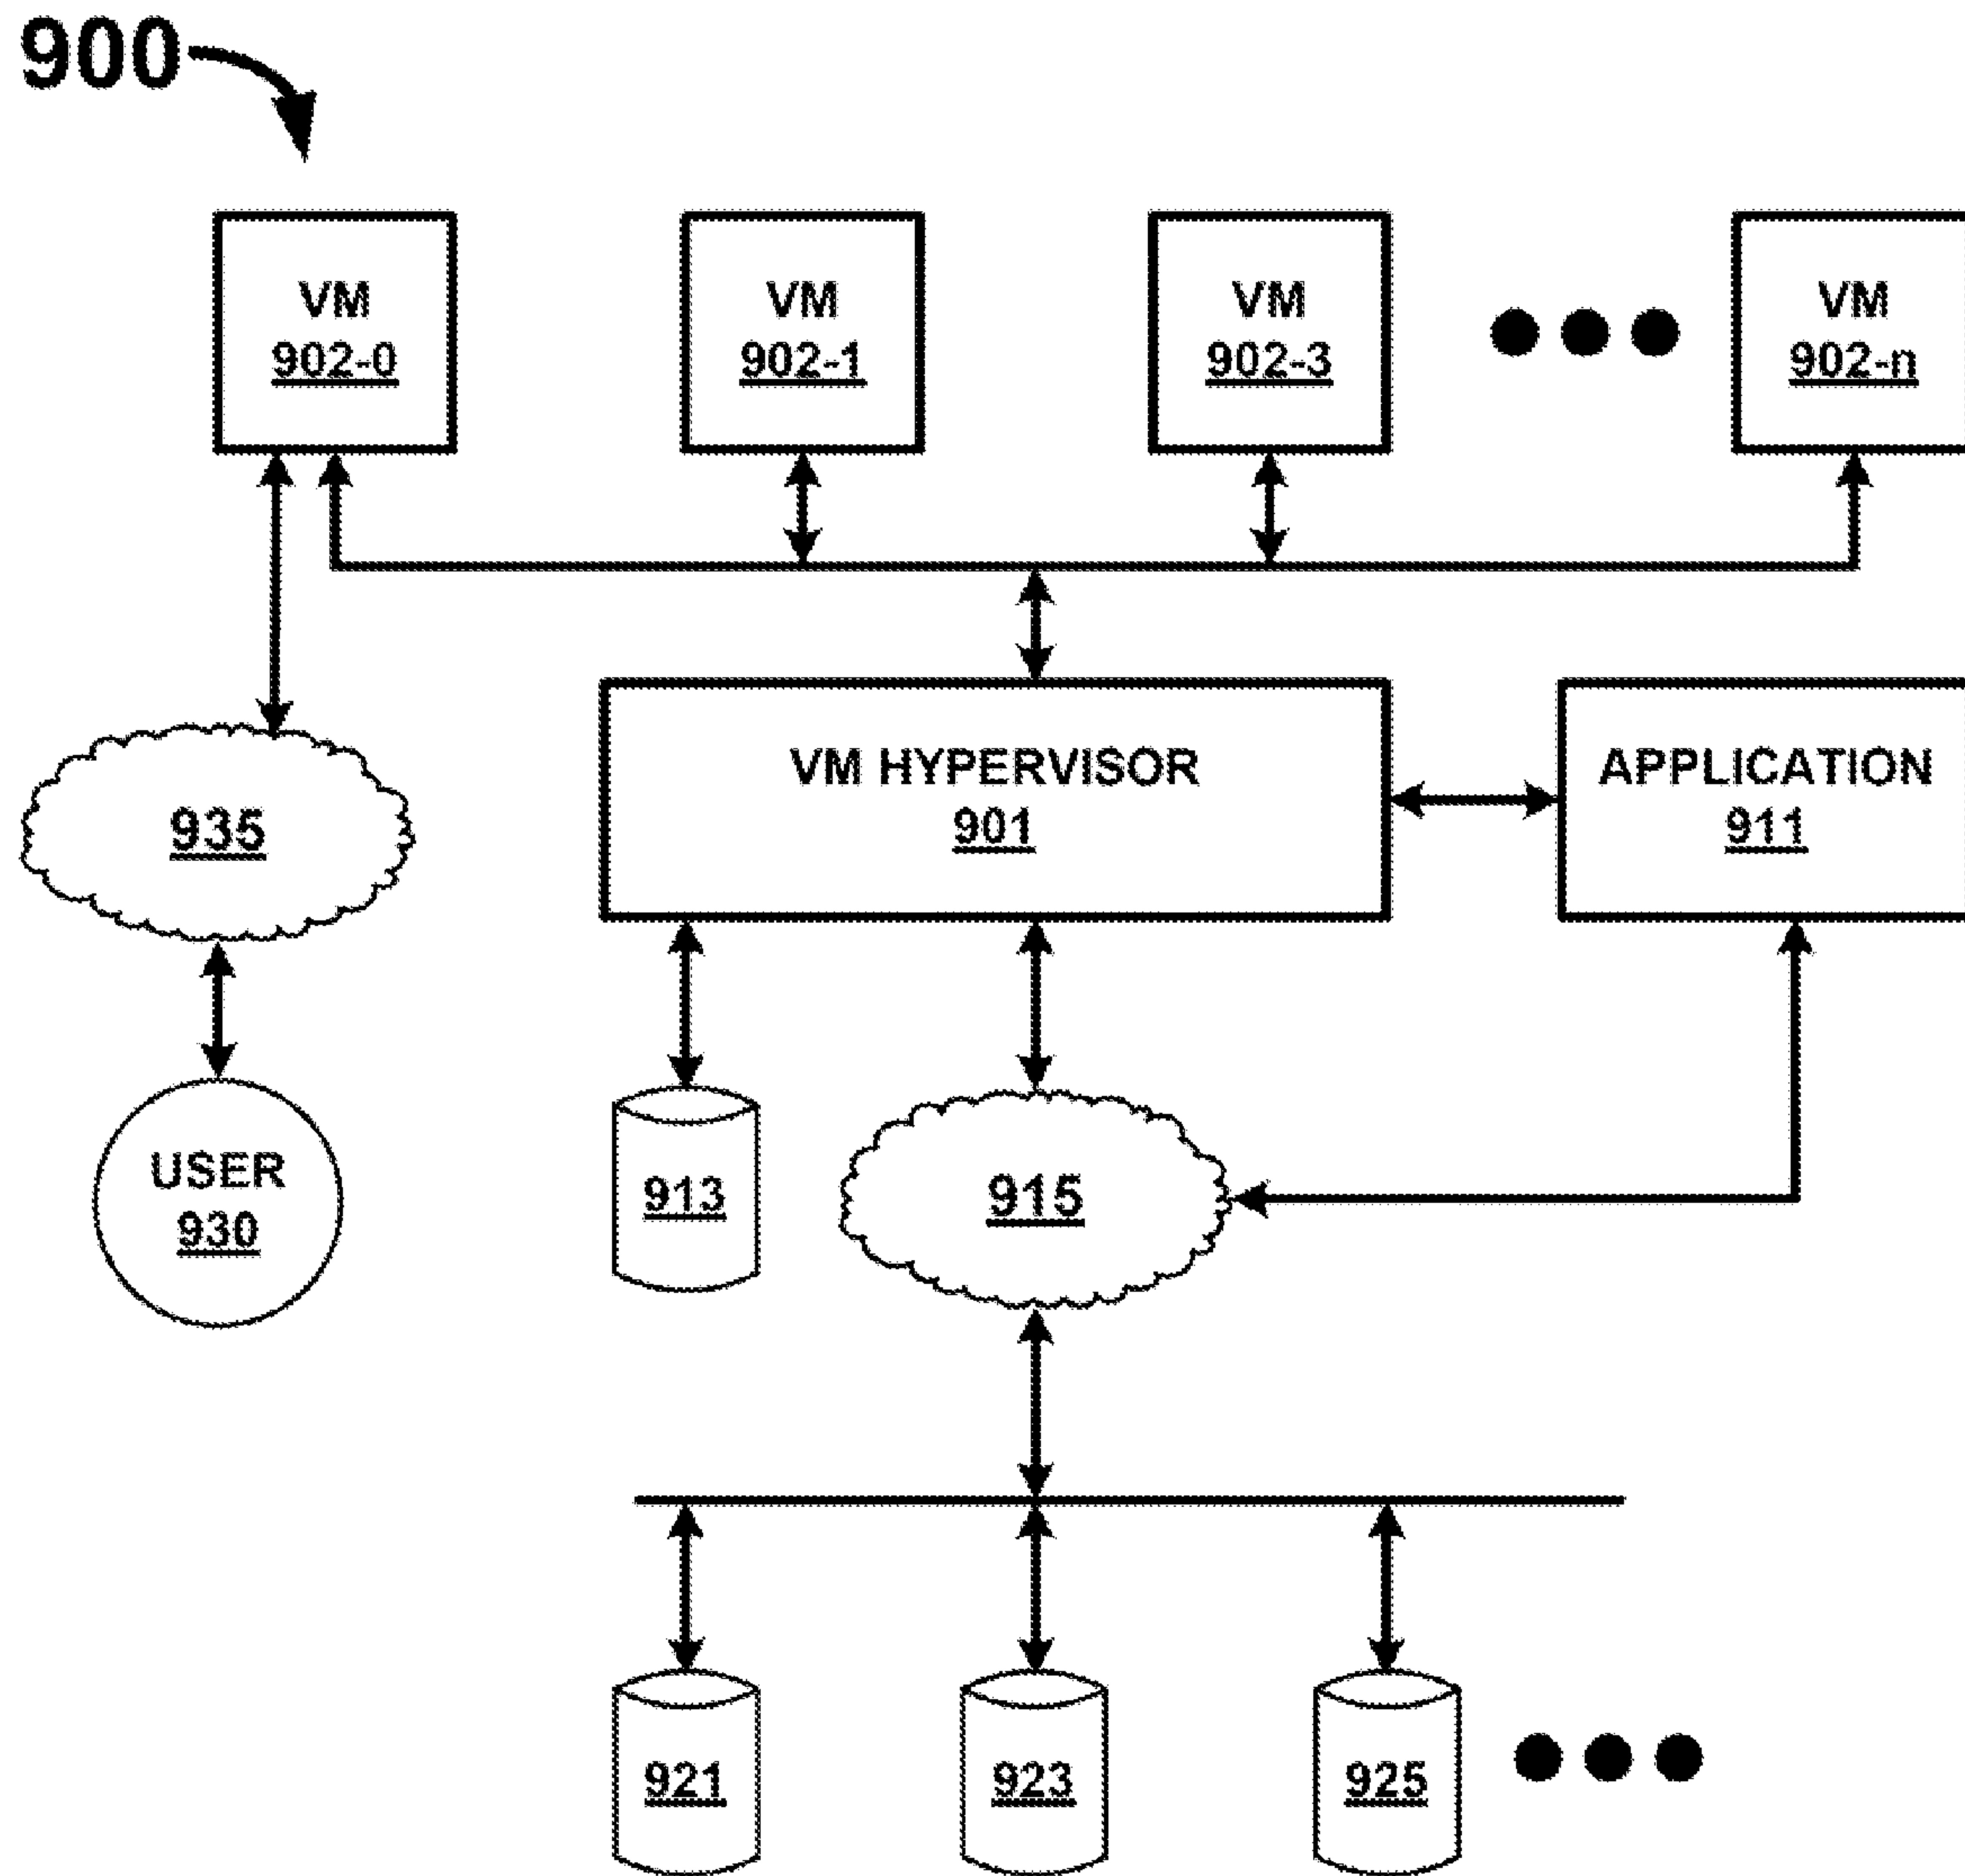 900
VM
902-0
VM
902-1
VM
902-3
VM
902-n
VM HYPERVISOR
901
APPLICATION
911
935
USER
930
913
915
921
923
925